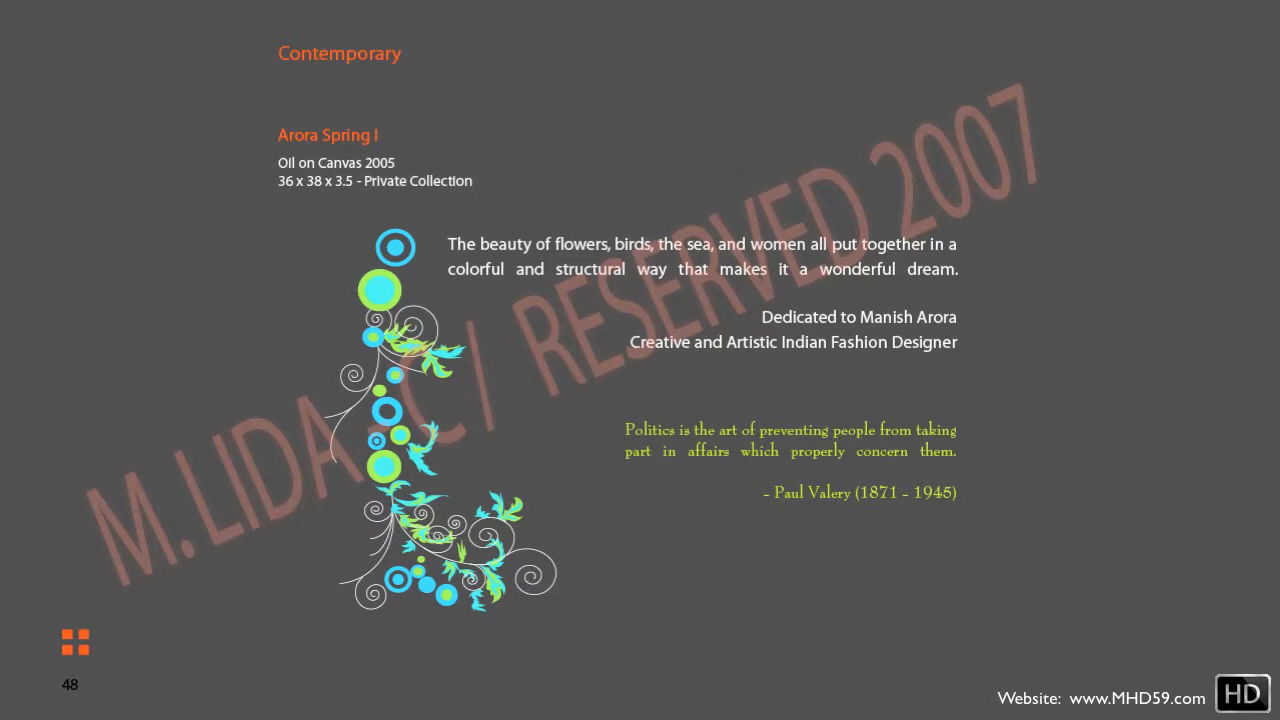 Contemporary
Arora Spring I
Oil on Canvas 2005
36 x 38 x 3.5 - Private Collection
The beauty of flowers, birds, the sea, and women all put together in a
colorful and structural way that makes it a wonderful dream.
Dedicated to Manish Arora
Creative and Artistic Indian Fashion Designer
Politics is the art of preventing people from taking
part in affairs which properly concern them.
- Paul Valery (1871 - 1945)
M.LIDA -C / RESERVED 2007
48
Website: www.MHD59.com
HD